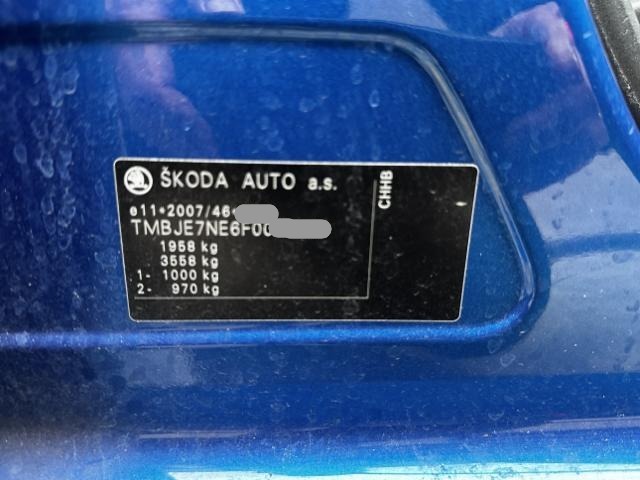 ŠKODA AUTO a.s.
e11*2007/46*
TMBJE7NE6F00
1958 kg
3558 kg
1- 1000 kg
2- 970 kg
CHHB